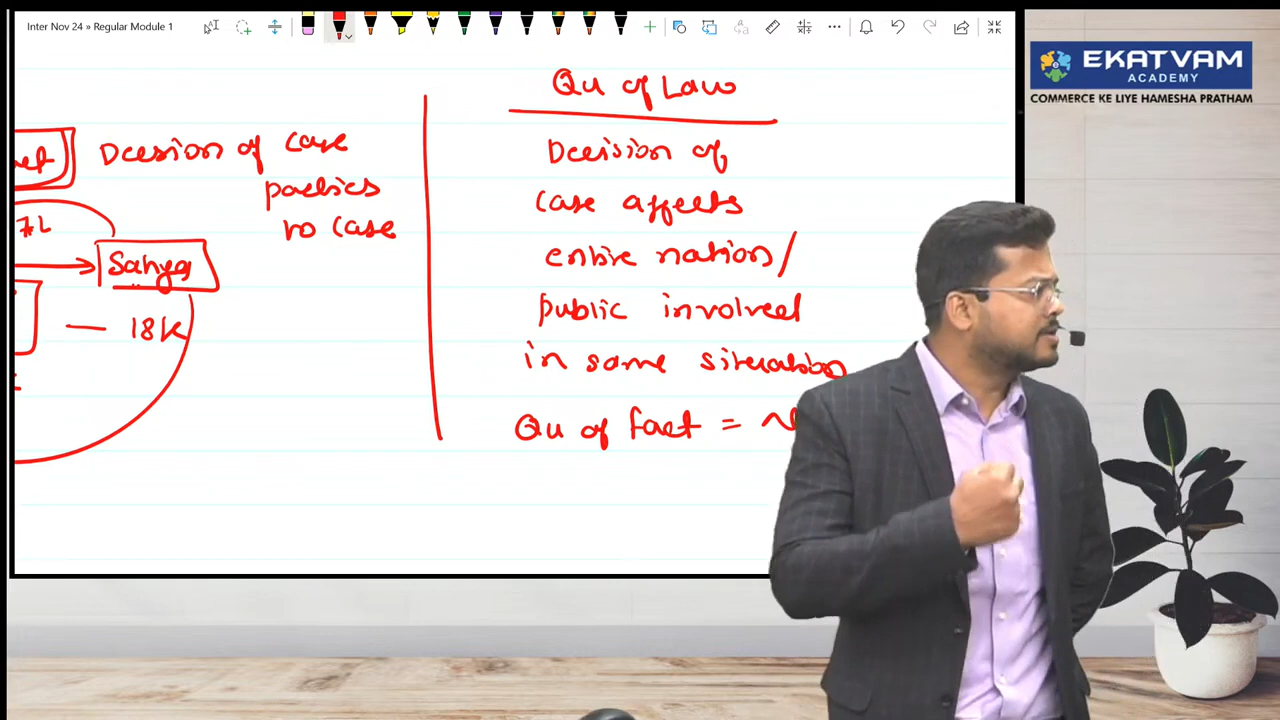 Inter Nov 24 » Regular Module 1
EKATVAM
ACADEMY
COMMERCE KE LIYE HAMESHA PRATHAM
Decision of case
parties
to case
7L
Sahyog
18K
Qu of Law
Decision of
case affects
entire nation/
public involved
in same situation
Qu of fact =